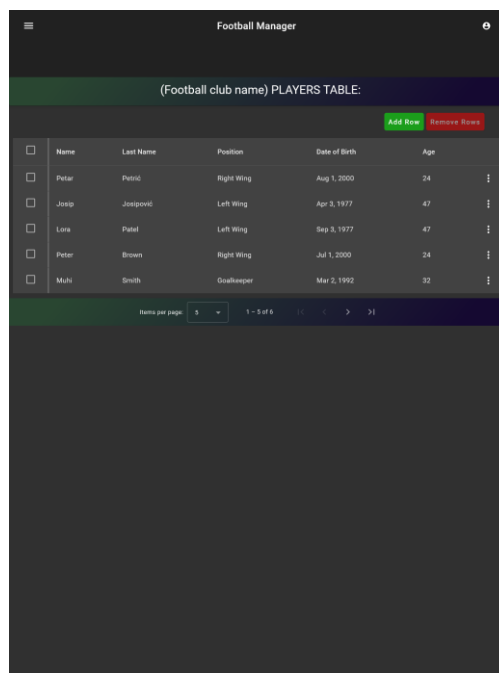 Football Manager
(Football club name) PLAYERS TABLE:
Add Row Remove Rows
Name Last Name Position Date of Birth Age
Petar Petrić Right Wing Aug 1, 2000 24
Josip Josipović Left Wing Apr 3, 1977 47
Lora Patel Left Wing Sep 3, 1977 47
Peter Brown Right Wing Jul 1, 2000 24
Muhi Smith Goalkeeper Mar 2, 1992 32
Items per page: 5 1 – 5 of 6